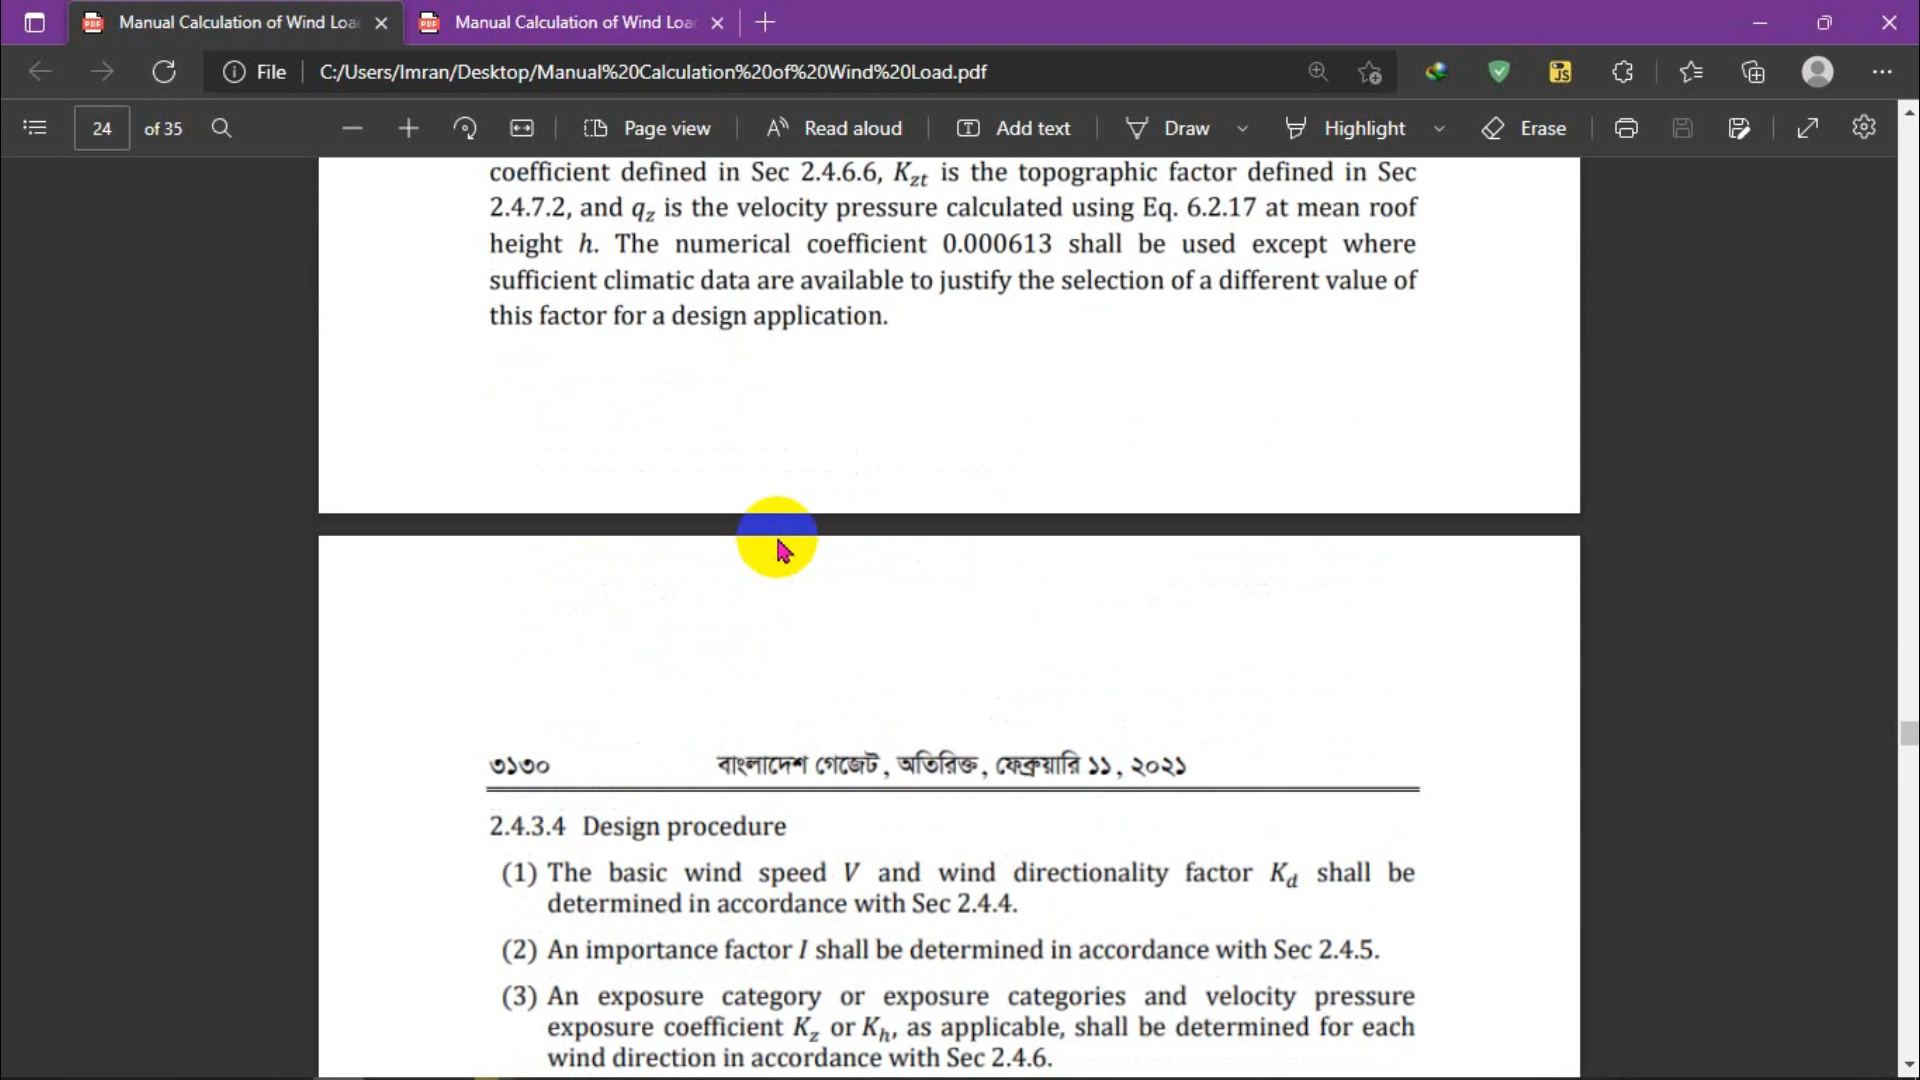 Manual Calculation of Wind Loa
Manual Calculation of Wind Loa
File
C:/Users/Imran/Desktop/Manual%20Calculation%20of%20Wind%20Load.pdf
JS
24 of 35
Page view
Read aloud
Add text
Draw
Highlight
Erase
coefficient defined in Sec 2.4.6.6, Kzt is the topographic factor defined in Sec
2.4.7.2, and qz is the velocity pressure calculated using Eq. 6.2.17 at mean roof
height h. The numerical coefficient 0.000613 shall be used except where
sufficient climatic data are available to justify the selection of a different value of
this factor for a design application.
৩১৩০ বাংলাদেশ গেজেট, অতিরিক্ত, ফেব্রুয়ারি ১১, ২০২১
2.4.3.4 Design procedure
(1) The basic wind speed V and wind directionality factor Kd shall be
determined in accordance with Sec 2.4.4.
(2) An importance factor I shall be determined in accordance with Sec 2.4.5.
(3) An exposure category or exposure categories and velocity pressure
exposure coefficient Kz or Kh, as applicable, shall be determined for each
wind direction in accordance with Sec 2.4.6.